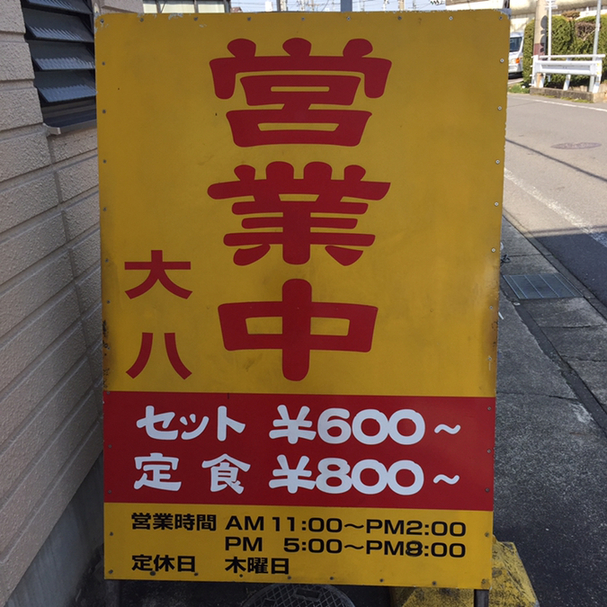 営業中
大八
セット ¥600~
定食 ¥800~
営業時間 AM 11:00~PM2:00
PM 5:00~PM8:00
定休日 木曜日